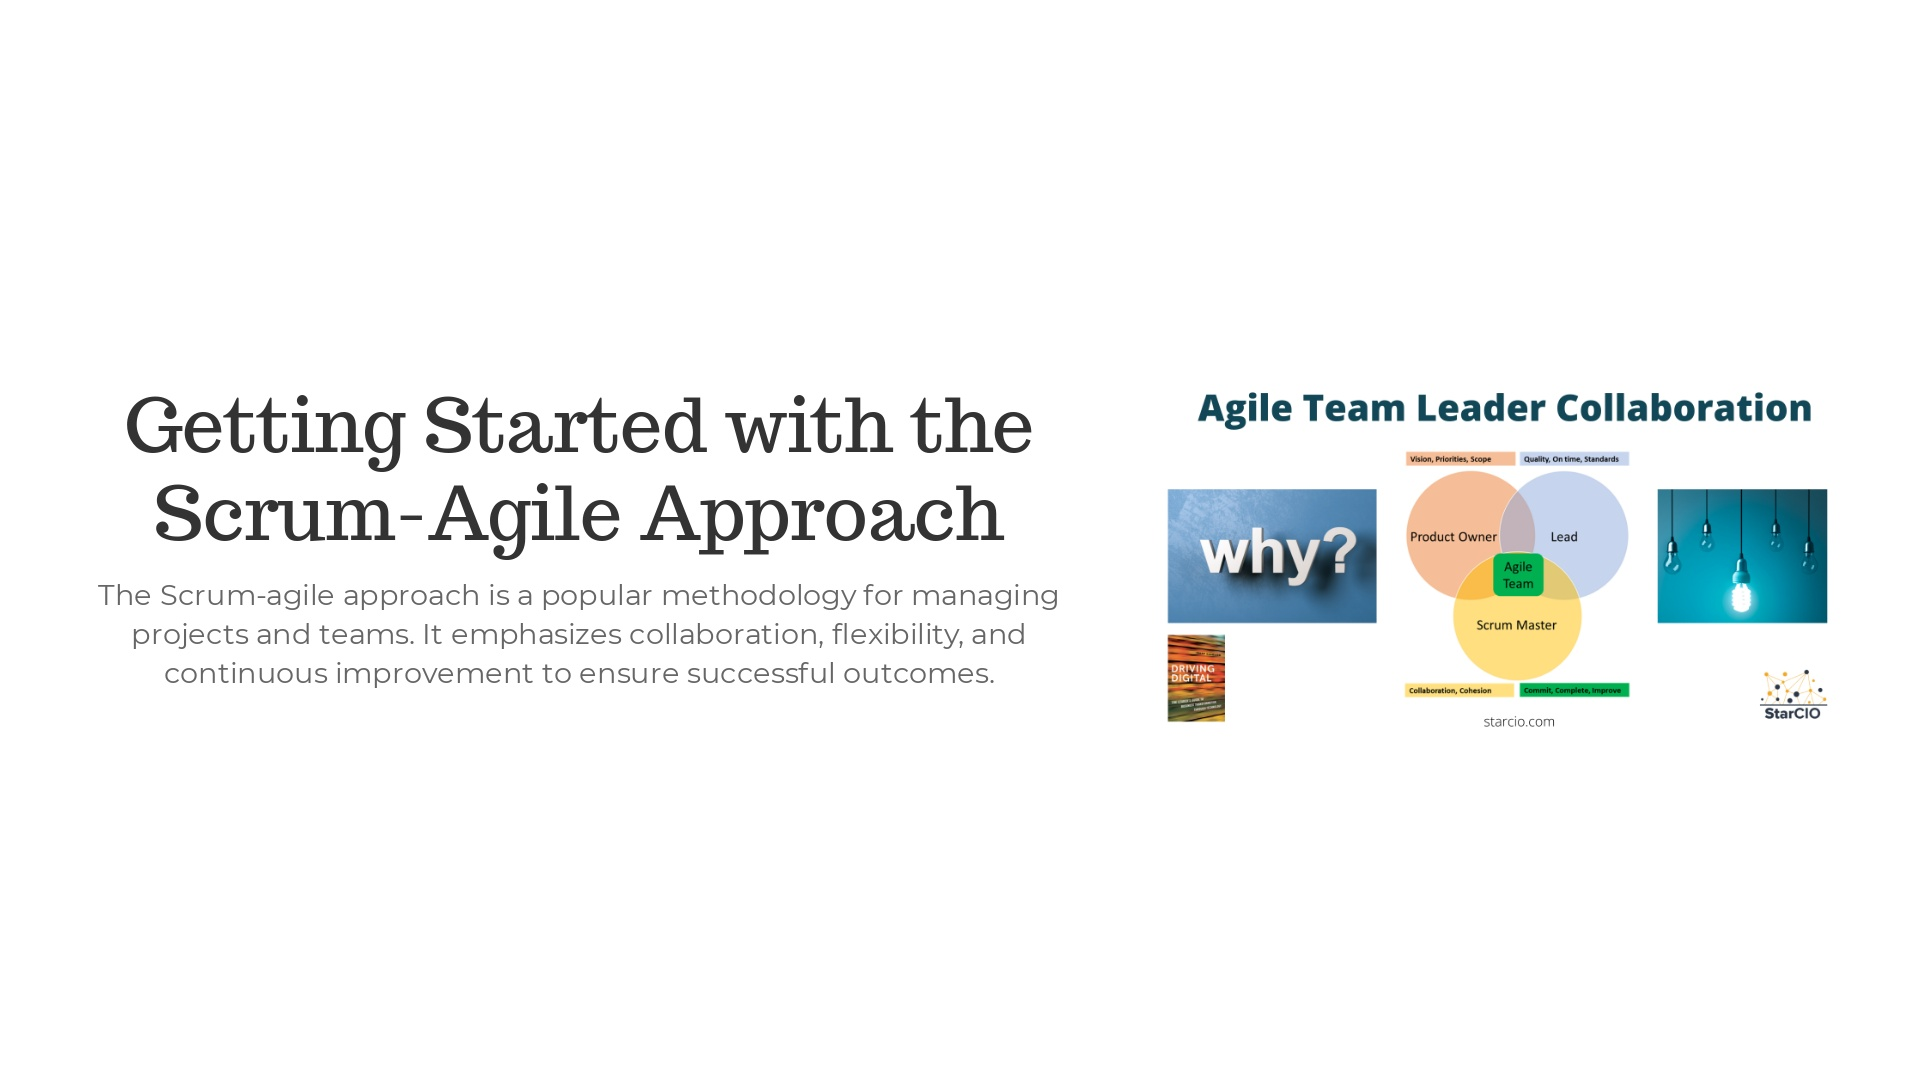 Getting Started with the
Scrum-Agile Approach
The Scrum-agile approach is a popular methodology for managing
projects and teams. It emphasizes collaboration, flexibility, and
continuous improvement to ensure successful outcomes.
Agile Team Leader Collaboration
Vision, Priorities, Scope
Quality, On time, Standards
why?
Product Owner
Lead
Agile
Team
Scrum Master
DRIVING
DIGITAL
Collaboration, Cohesion
Commit, Complete, Improve
starcio.com
StarCIO